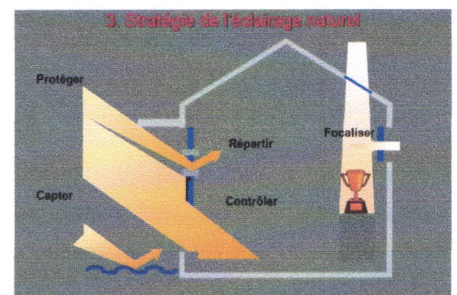 3. Stratégie de l'éclairage naturel
Protéger
Répartir
Focaliser
Capter
Contrôler